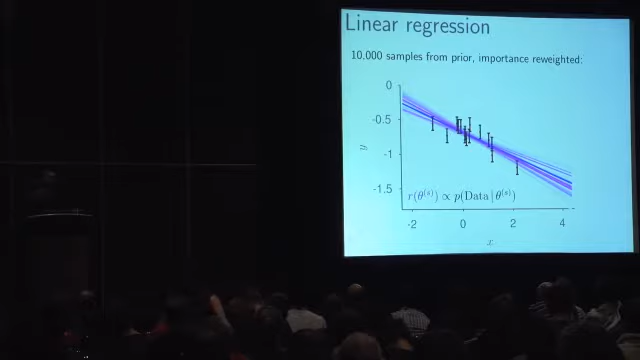 Linear regression
10,000 samples from prior, importance reweighted:
0
-0.5
y
-1
-1.5
r(θ⁽ˢ⁾) ∝ p(Data | θ⁽ˢ⁾)
-2 0 2 4
x